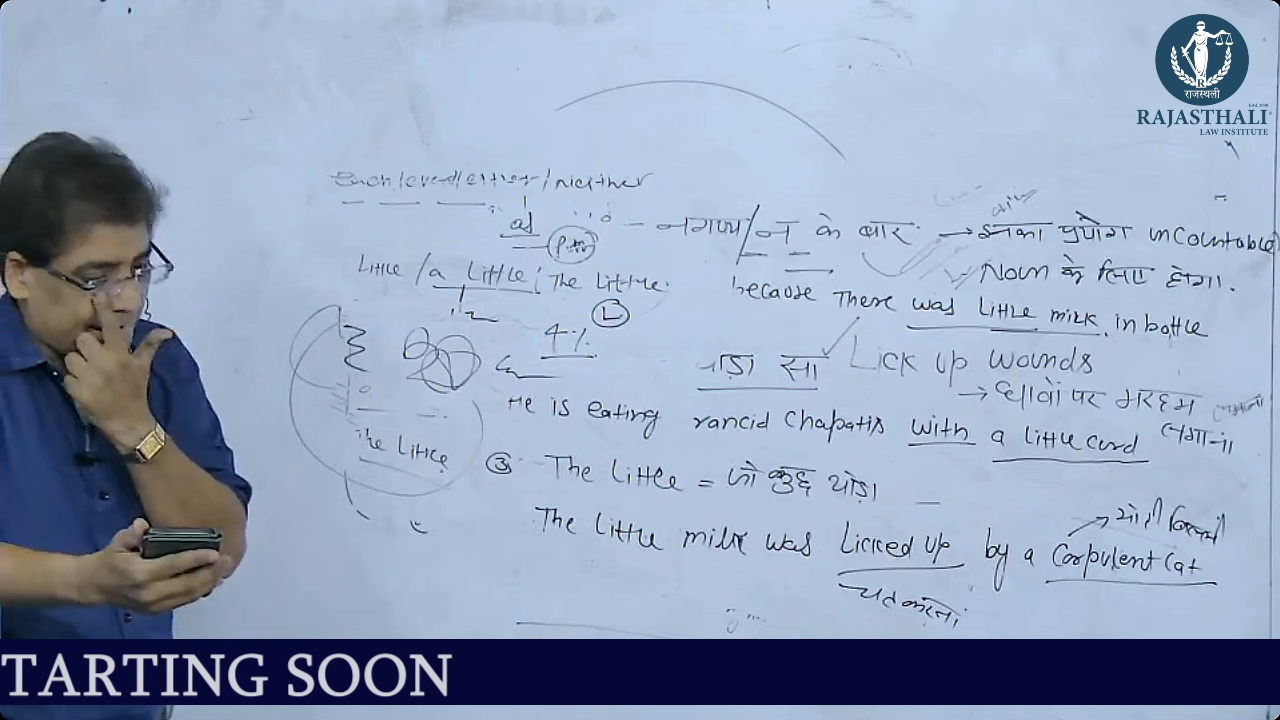 राजस्थली
RAJASTHALI
LAW INSTITUTE
Each/every/either/neither
ad – नगण्य/न के बार → इनका प्रयोग uncountable
Noun के लिए होगा.
Little / a little / The little.
because There was little milk in bottle
L
4%
थोड़ा सा
Lick up wounds
→ घावों पर मरहम लगाना
He is eating rancid chapatis with a little curd
The little
③ The little = जो कुछ थोड़ा
The little milk was licked up by a corpulent cat
→ मोटी बिल्ली
चट करना
TARTING SOON